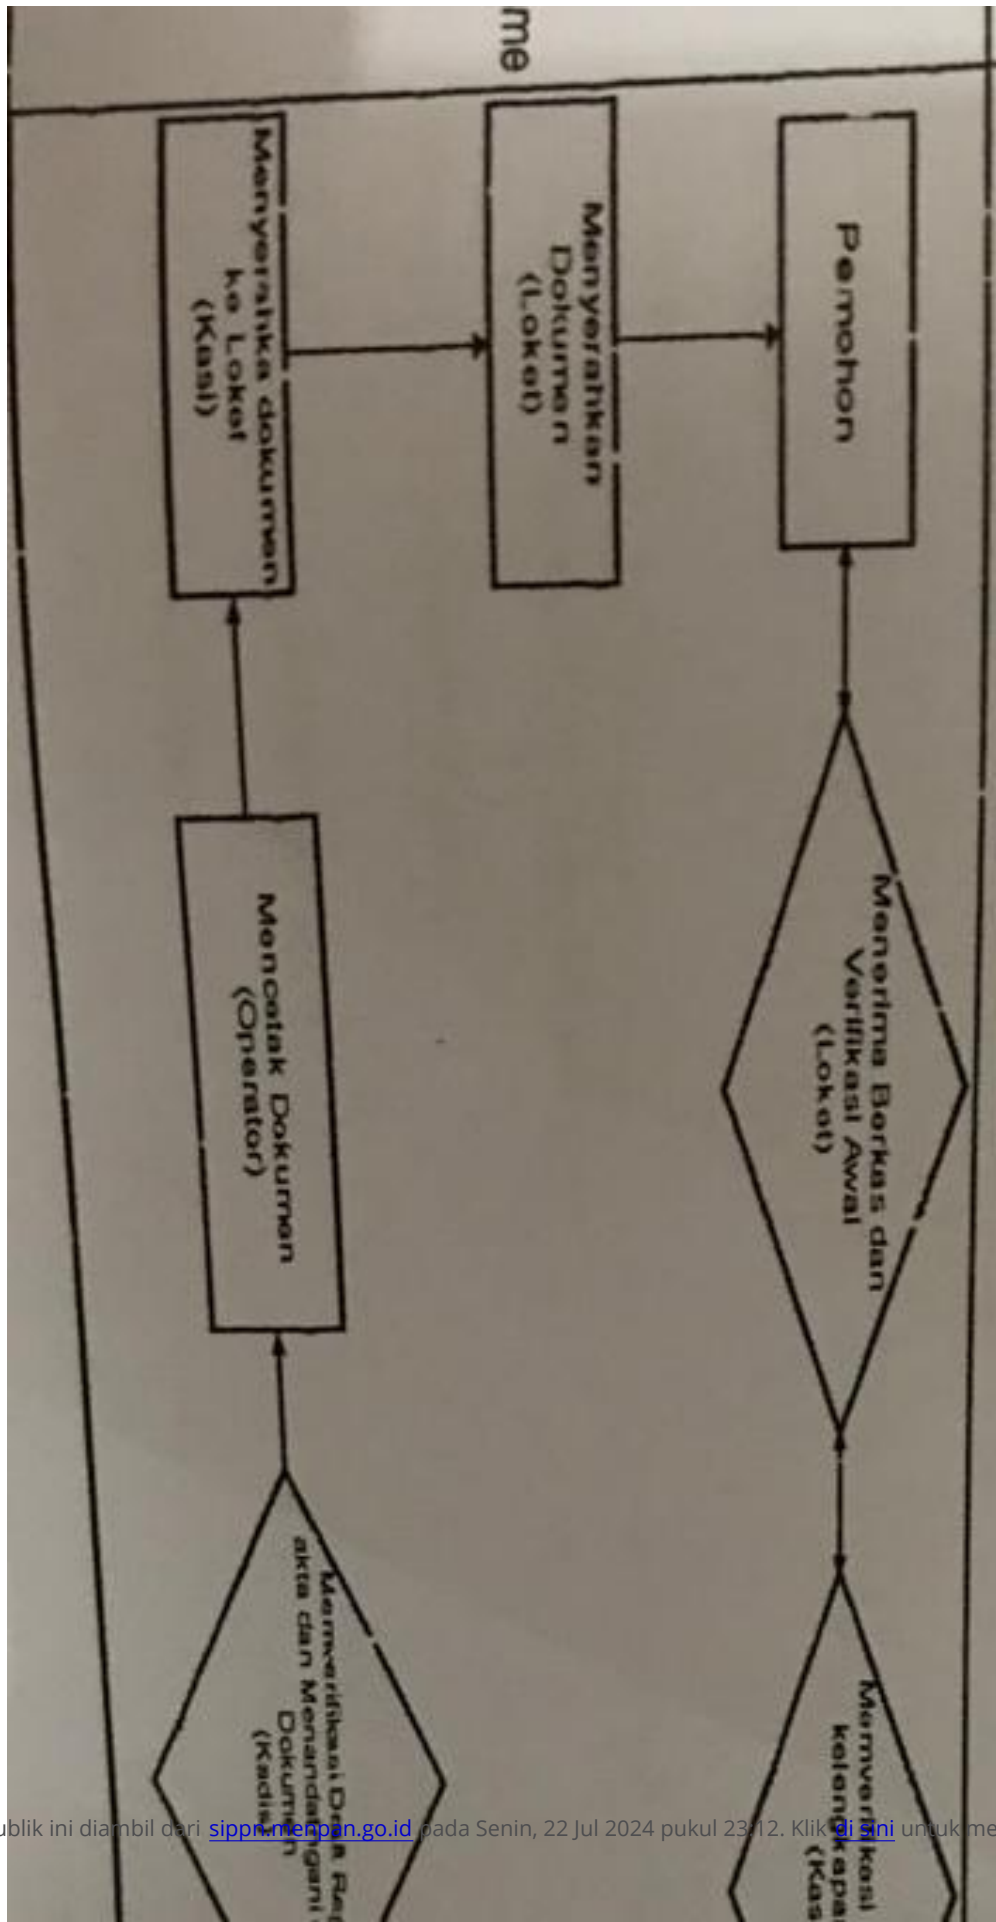 me
Pemohon
Menerima Berkas dan
Verifikasi Awal
(Loket)
Memverifikasi
Menyerahkan
Dokumen
(Loket)
Menyerahka dokumen
ke Loket
(Kasi)
Mencetak Dokumen
(Operator)
Memverifikasi
akta dan Menandatangani
Dokumen
(Kadis)
ublik ini diambil dari sippn.menpan.go.id pada Senin, 22 Jul 2024 pukul 23:12. Klik di sini untuk me